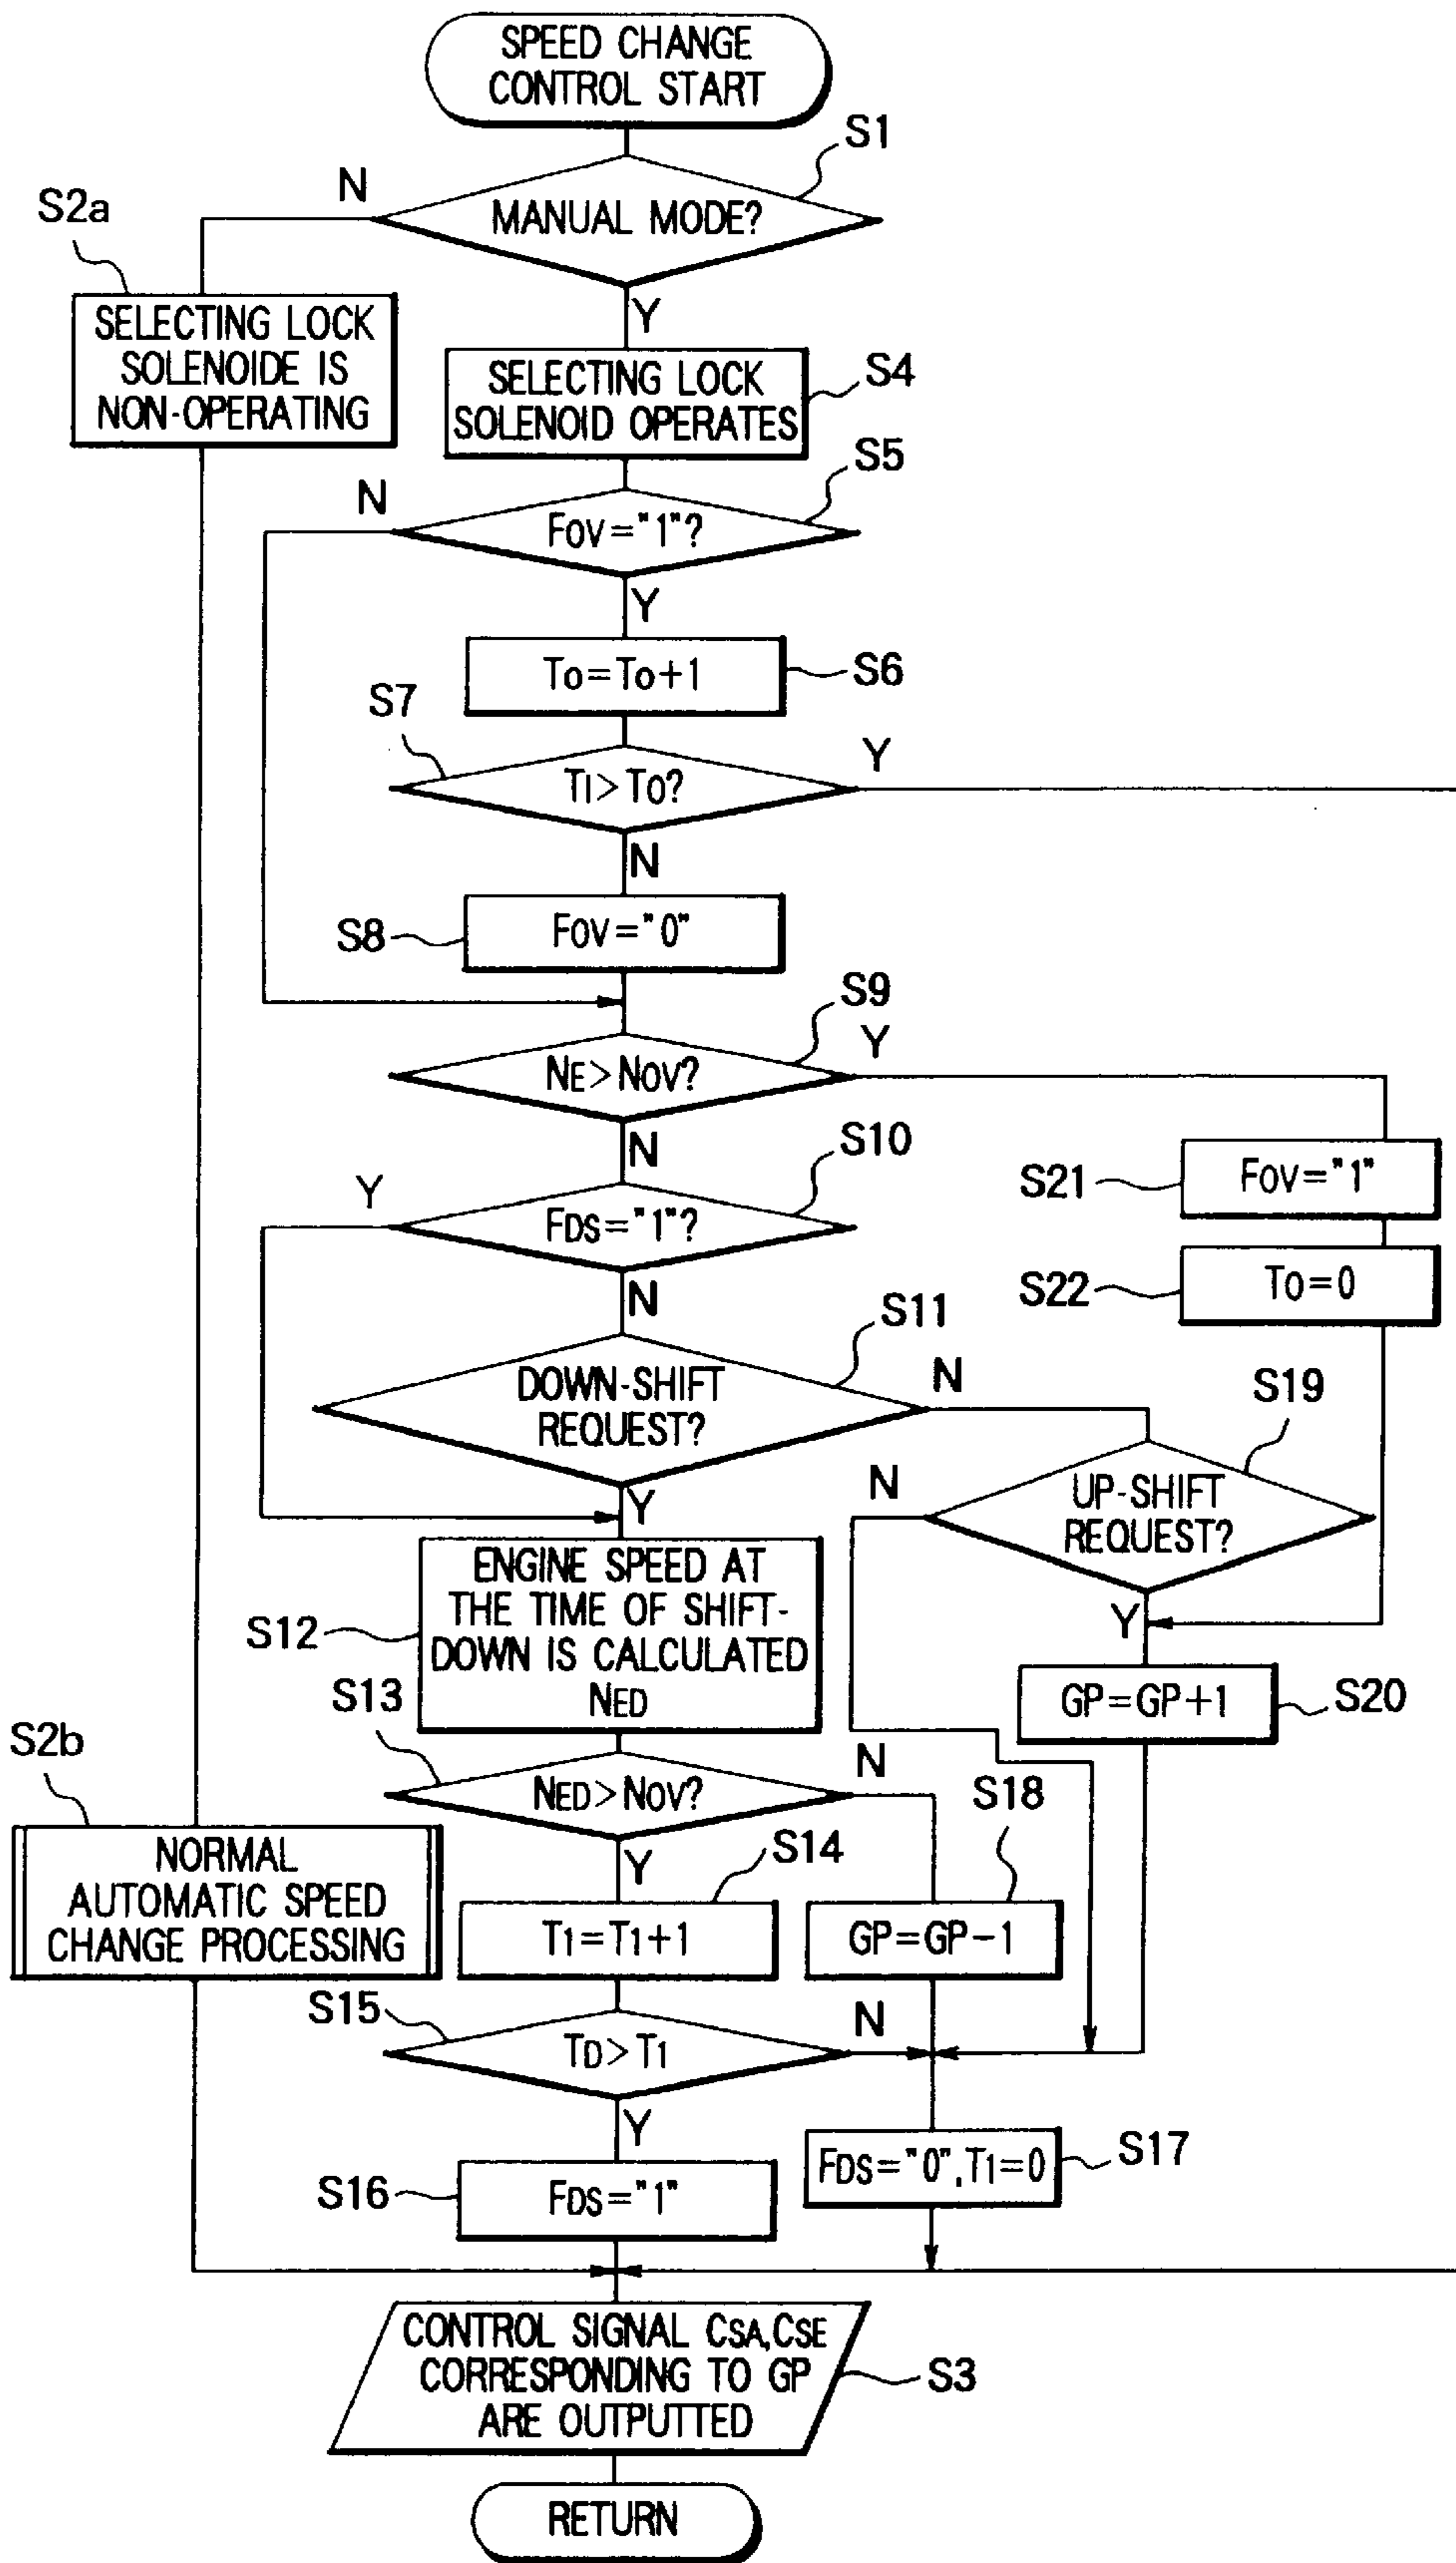 SPEED CHANGE
CONTROL START
S1
N
MANUAL MODE?
S2a
Y
SELECTING LOCK
SOLENOIDE IS
NON-OPERATING
SELECTING LOCK
SOLENOID OPERATES
S4
S5
N
FOV="1"?
Y
TO=TO+1
S6
S7
Y
TI>TO?
N
S8
FOV="0"
S9
Y
NE>NOV?
N
S10
Y
FDS="1"?
S21
FOV="1"
N
S22
TO=0
S11
DOWN-SHIFT
REQUEST?
N
S19
Y
N
UP-SHIFT
REQUEST?
Y
S12
ENGINE SPEED AT
THE TIME OF SHIFT-
DOWN IS CALCULATED
NED
GP=GP+1
S20
S13
S2b
NED>NOV?
N
S18
Y
S14
NORMAL
AUTOMATIC SPEED
CHANGE PROCESSING
T1=T1+1
GP=GP-1
S15
TD>T1
N
Y
S16
FDS="1"
FDS="0",T1=0
S17
CONTROL SIGNAL CSA,CSE
CORRESPONDING TO GP
ARE OUTPUTTED
S3
RETURN